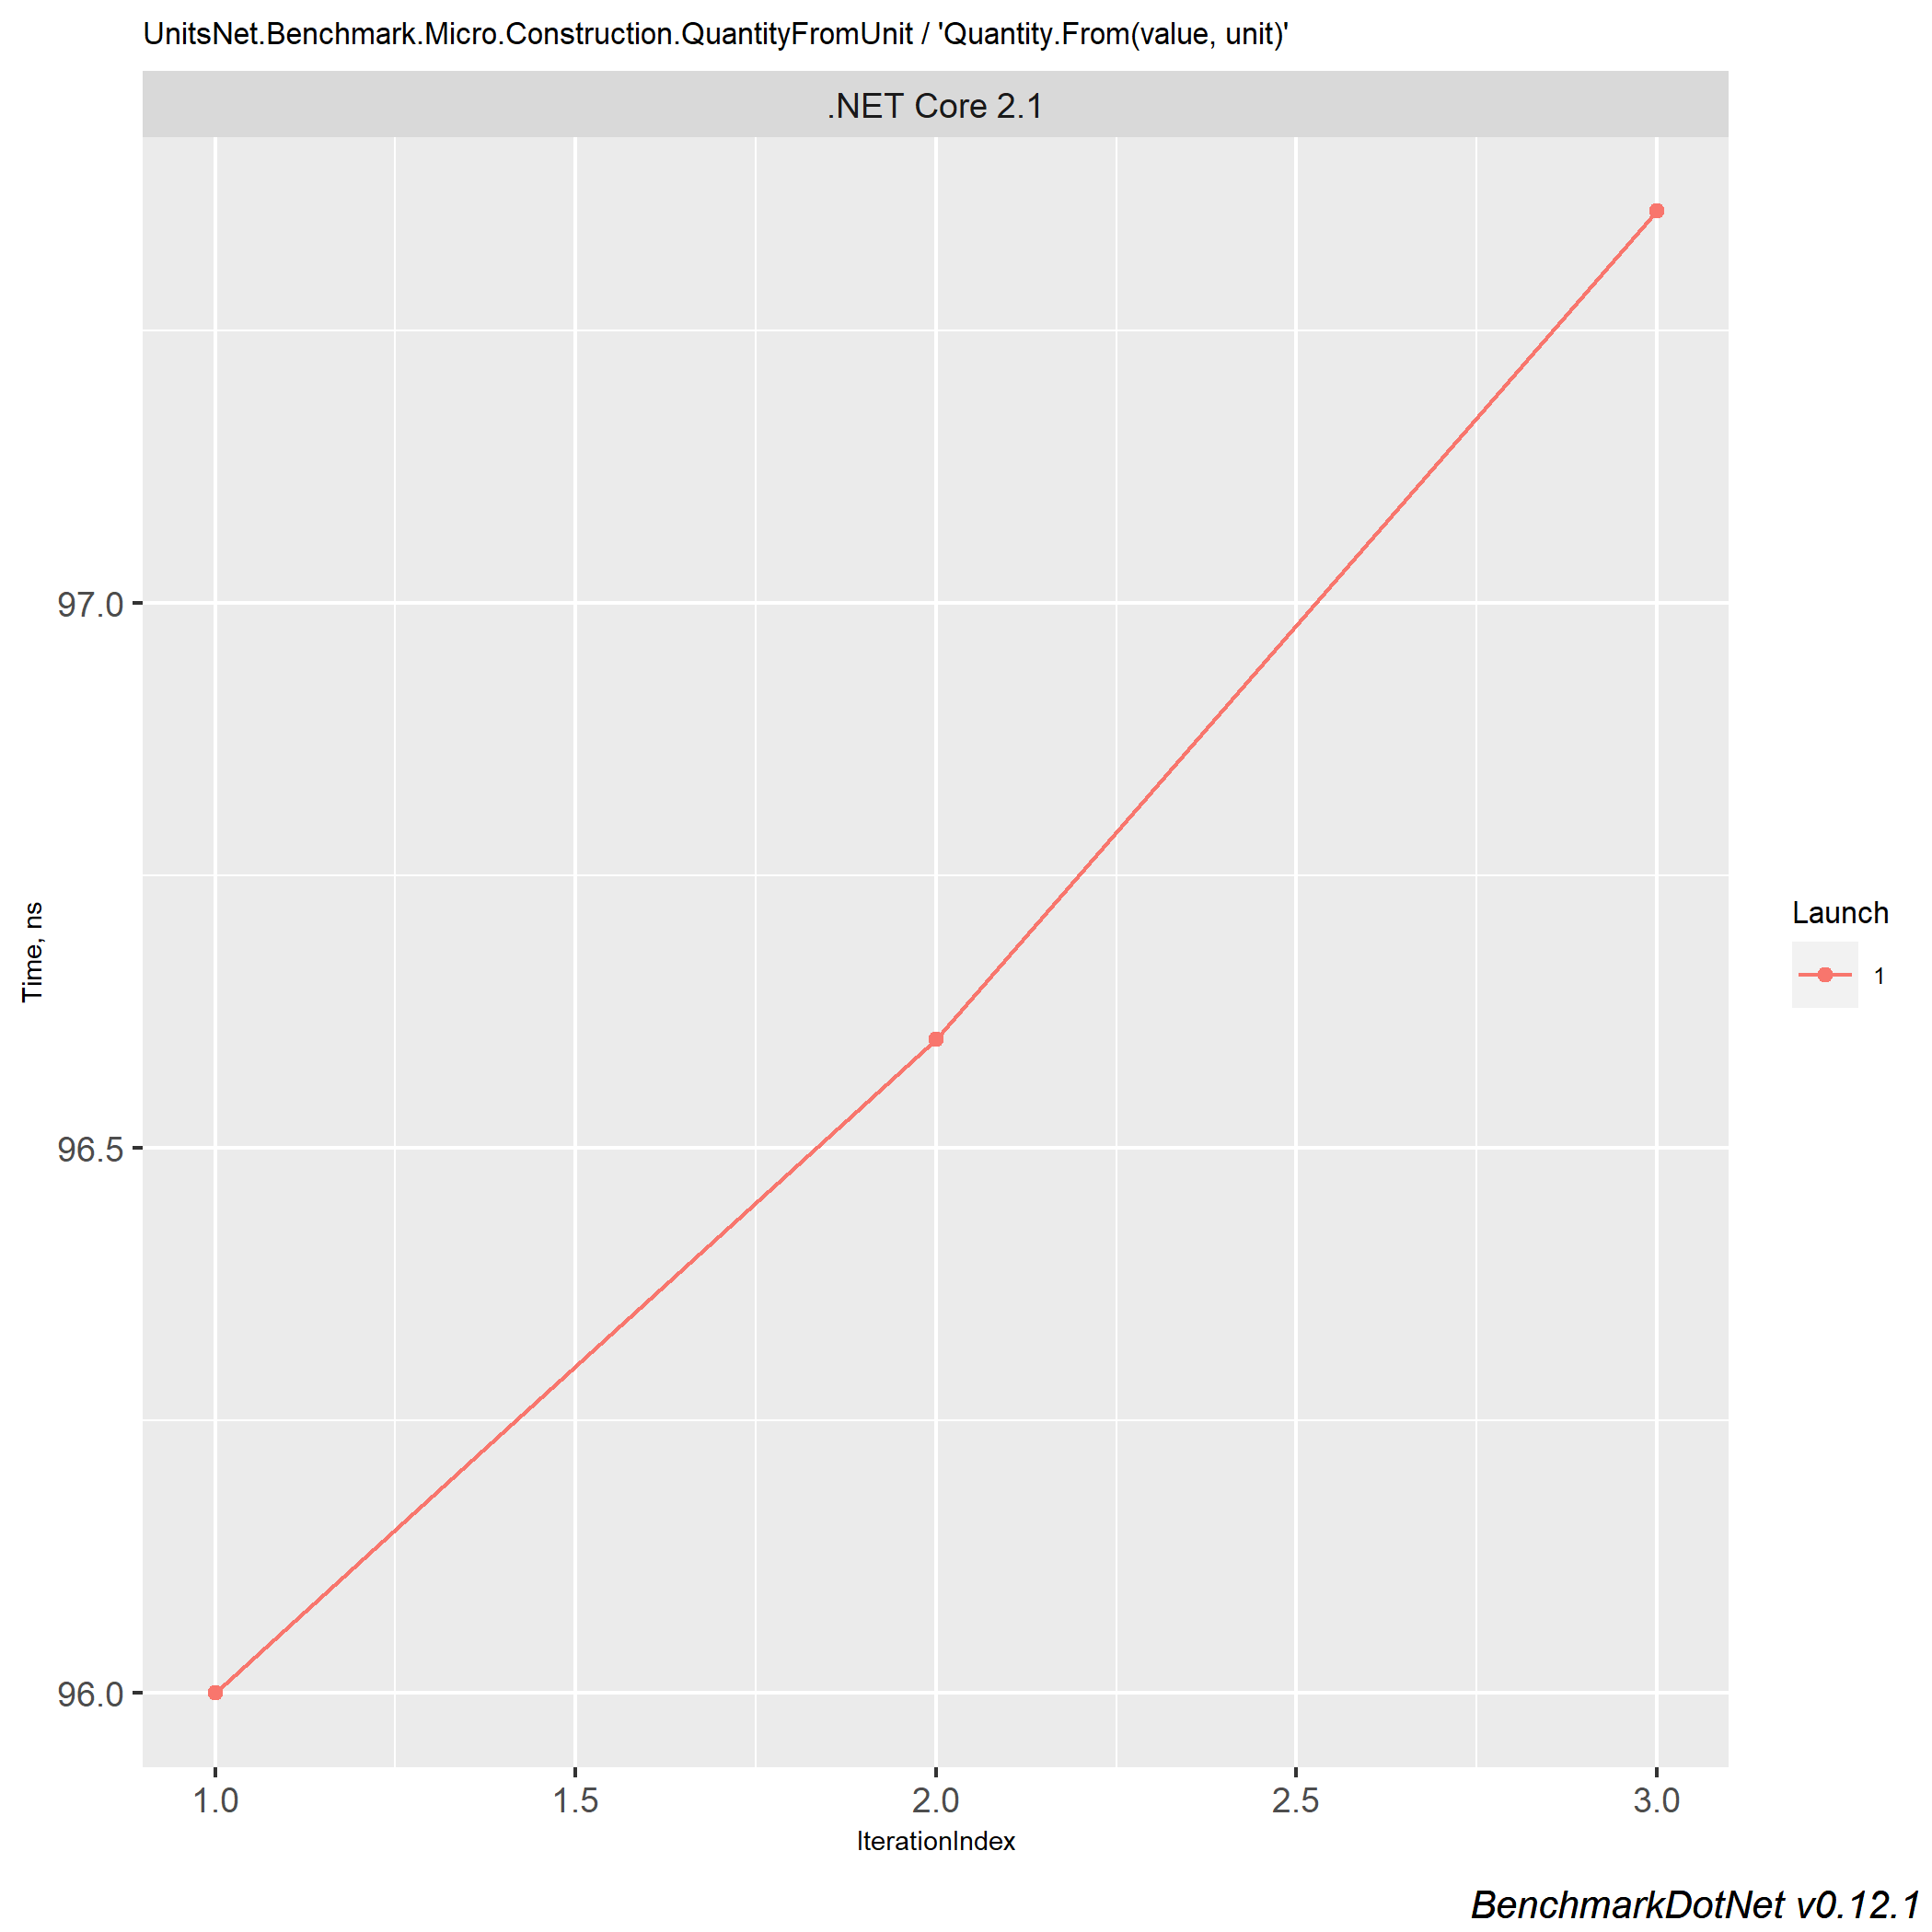 UnitsNet.Benchmark.Micro.Construction.QuantityFromUnit / 'Quantity.From(value, unit)'
.NET Core 2.1
97.0
96.5
96.0
Time, ns
1.0 1.5 2.0 2.5 3.0
IterationIndex
Launch
1
BenchmarkDotNet v0.12.1